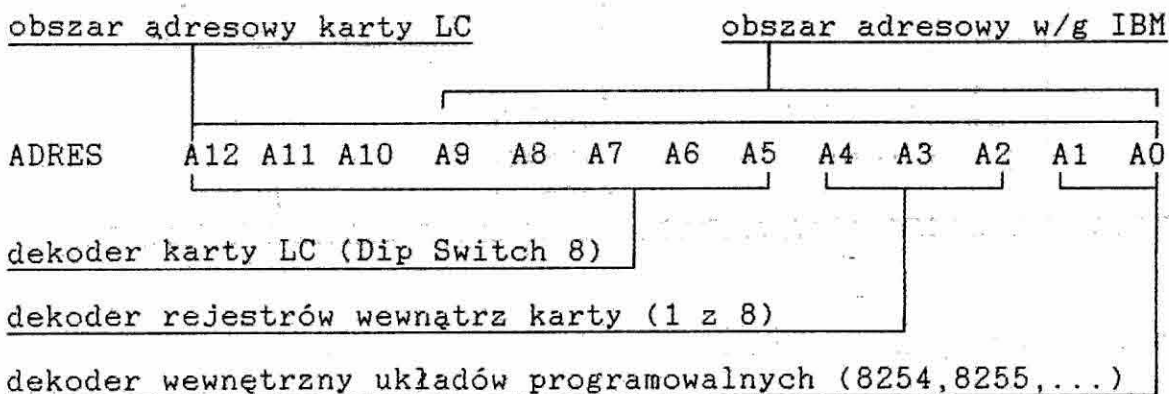 obszar adresowy karty LC obszar adresowy w/g IBM
ADRES A12 A11 A10 A9 A8 A7 A6 A5 A4 A3 A2 A1 A0
dekoder karty LC (Dip Switch 8)
dekoder rejestrów wewnątrz karty (1 z 8)
dekoder wewnętrzny układów programowalnych (8254,8255,...)